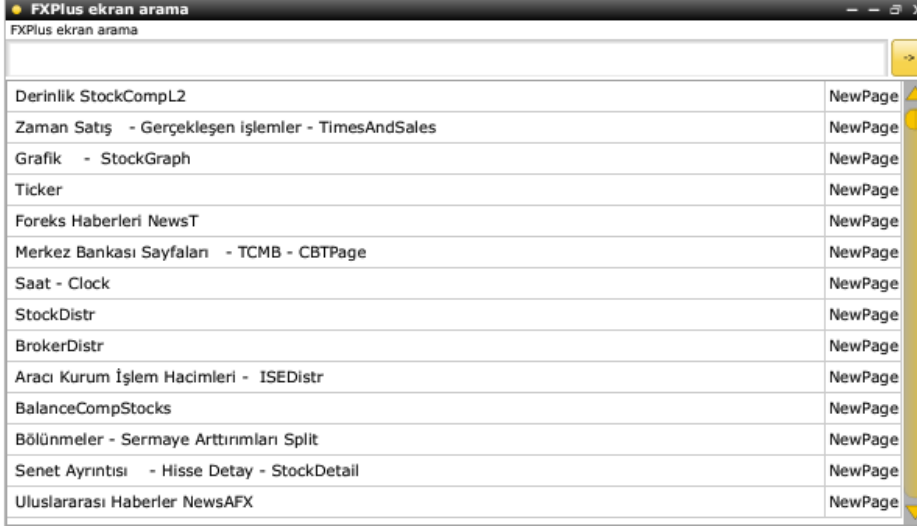 FXPlus ekran arama
FXPlus ekran arama
->
Derinlik StockCompL2 NewPage
Zaman Satış - Gerçekleşen işlemler - TimesAndSales NewPage
Grafik - StockGraph NewPage
Ticker NewPage
Foreks Haberleri NewsT NewPage
Merkez Bankası Sayfaları - TCMB - CBTPage NewPage
Saat - Clock NewPage
StockDistr NewPage
BrokerDistr NewPage
Aracı Kurum İşlem Hacimleri - ISEDistr NewPage
BalanceCompStocks NewPage
Bölünmeler - Sermaye Arttırımları Split NewPage
Senet Ayrıntısı - Hisse Detay - StockDetail NewPage
Uluslararası Haberler NewsAFX NewPage